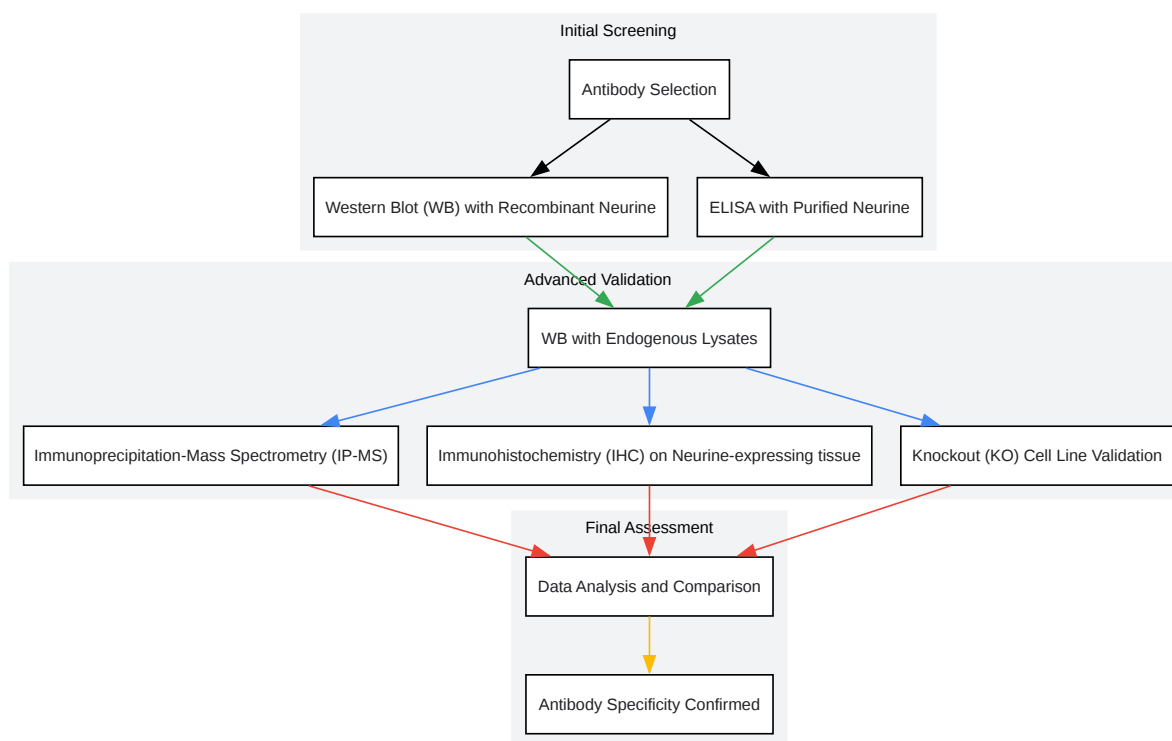 Initial Screening
Antibody Selection
Western Blot (WB) with Recombinant Neurine
ELISA with Purified Neurine
Advanced Validation
WB with Endogenous Lysates
Immunoprecipitation-Mass Spectrometry (IP-MS)
Immunohistochemistry (IHC) on Neurine-expressing tissue
Knockout (KO) Cell Line Validation
Final Assessment
Data Analysis and Comparison
Antibody Specificity Confirmed